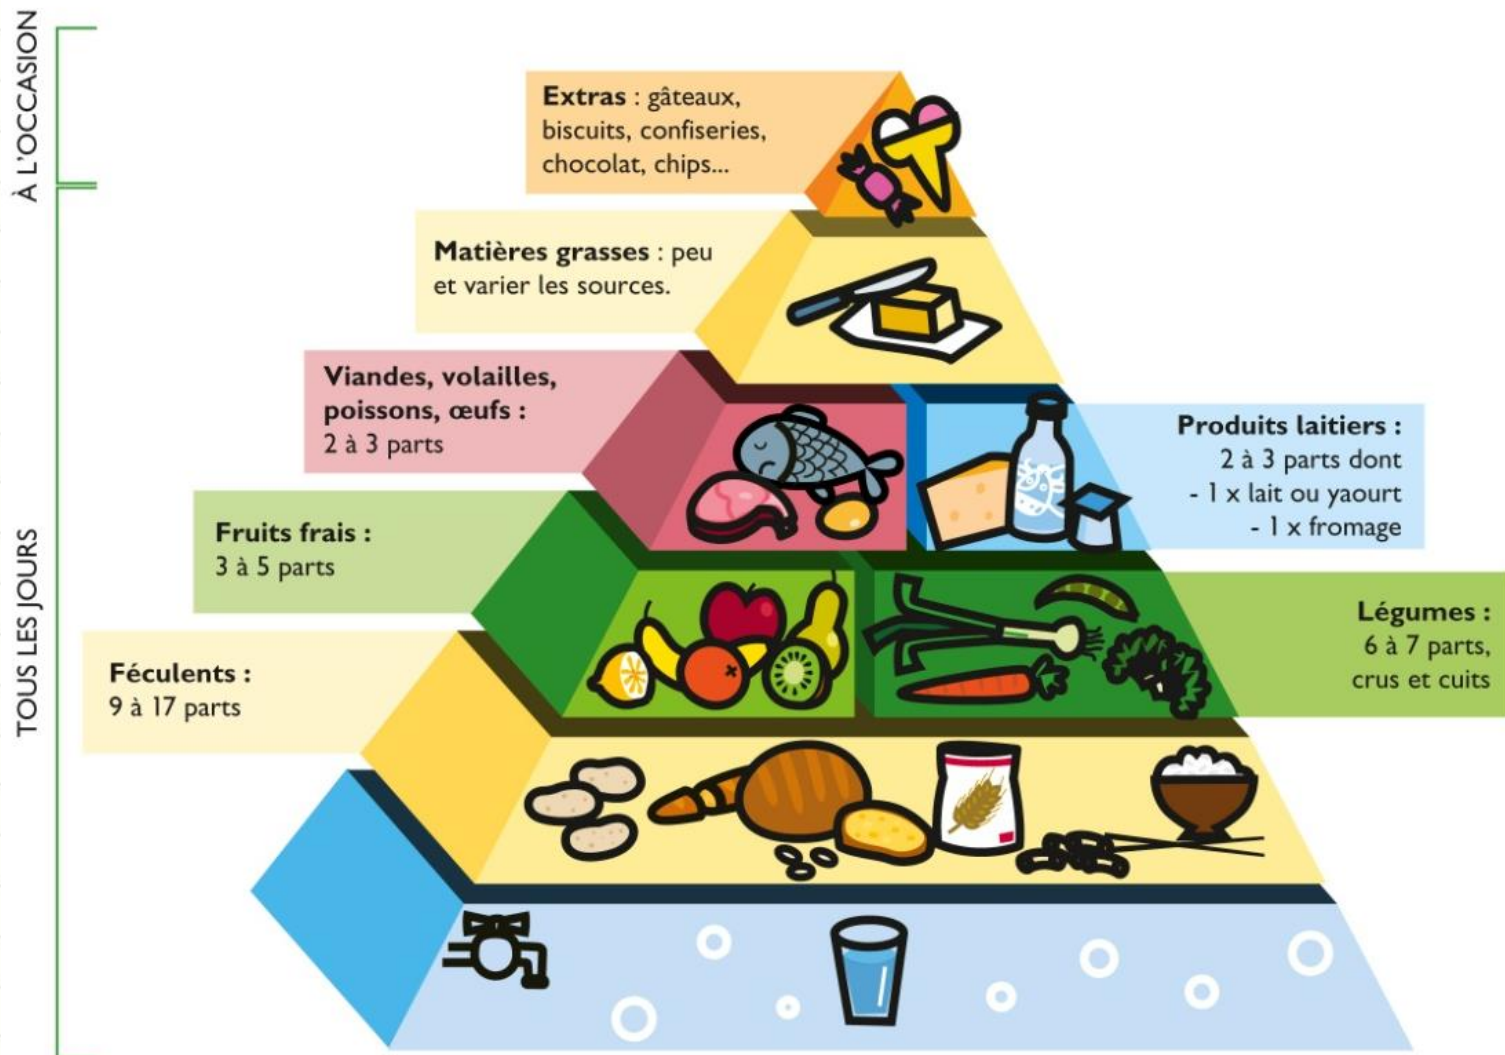 À L'OCCASION
Extras : gâteaux,
biscuits, confiseries,
chocolat, chips...
Matières grasses : peu
et varier les sources.
Viandes, volailles,
poissons, œufs :
2 à 3 parts
Produits laitiers :
2 à 3 parts dont
- 1 x lait ou yaourt
- 1 x fromage
TOUS LES JOURS
Fruits frais :
3 à 5 parts
Légumes :
6 à 7 parts,
crus et cuits
Féculents :
9 à 17 parts